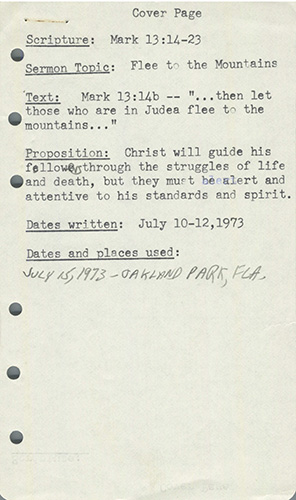 Cover Page
Scripture: Mark 13:14-23
Sermon Topic: Flee to the Mountains
Text: Mark 13:14b -- "...then let
those who are in Judea flee to the
mountains..."
Proposition: Christ will guide his
followers through the struggles of life
and death, but they must be alert and
attentive to his standards and spirit.
Dates written: July 10-12,1973
Dates and places used:
JULY 15, 1973 - OAKLAND PARK, FLA.